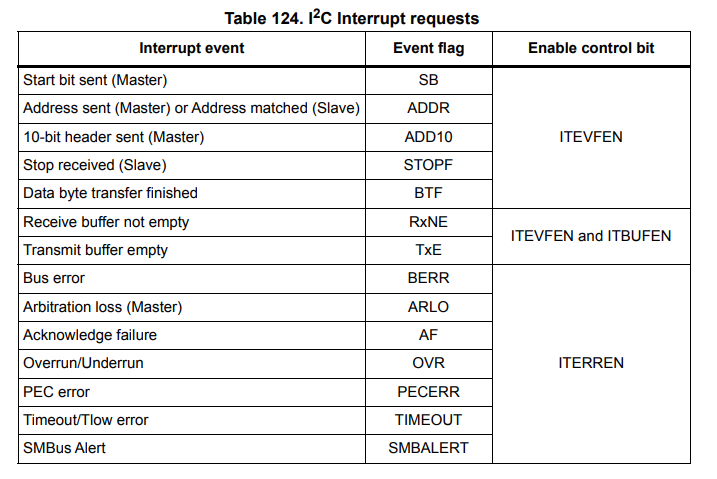 Table 124. I2C Interrupt requests
Interrupt event Event flag Enable control bit
Start bit sent (Master) SB
Address sent (Master) or Address matched (Slave) ADDR
10-bit header sent (Master) ADD10 ITEVFEN
Stop received (Slave) STOPF
Data byte transfer finished BTF
Receive buffer not empty RxNE
ITEVFEN and ITBUFEN
Transmit buffer empty TxE
Bus error BERR
Arbitration loss (Master) ARLO
Acknowledge failure AF
Overrun/Underrun OVR ITERREN
PEC error PECERR
Timeout/Tlow error TIMEOUT
SMBus Alert SMBALERT